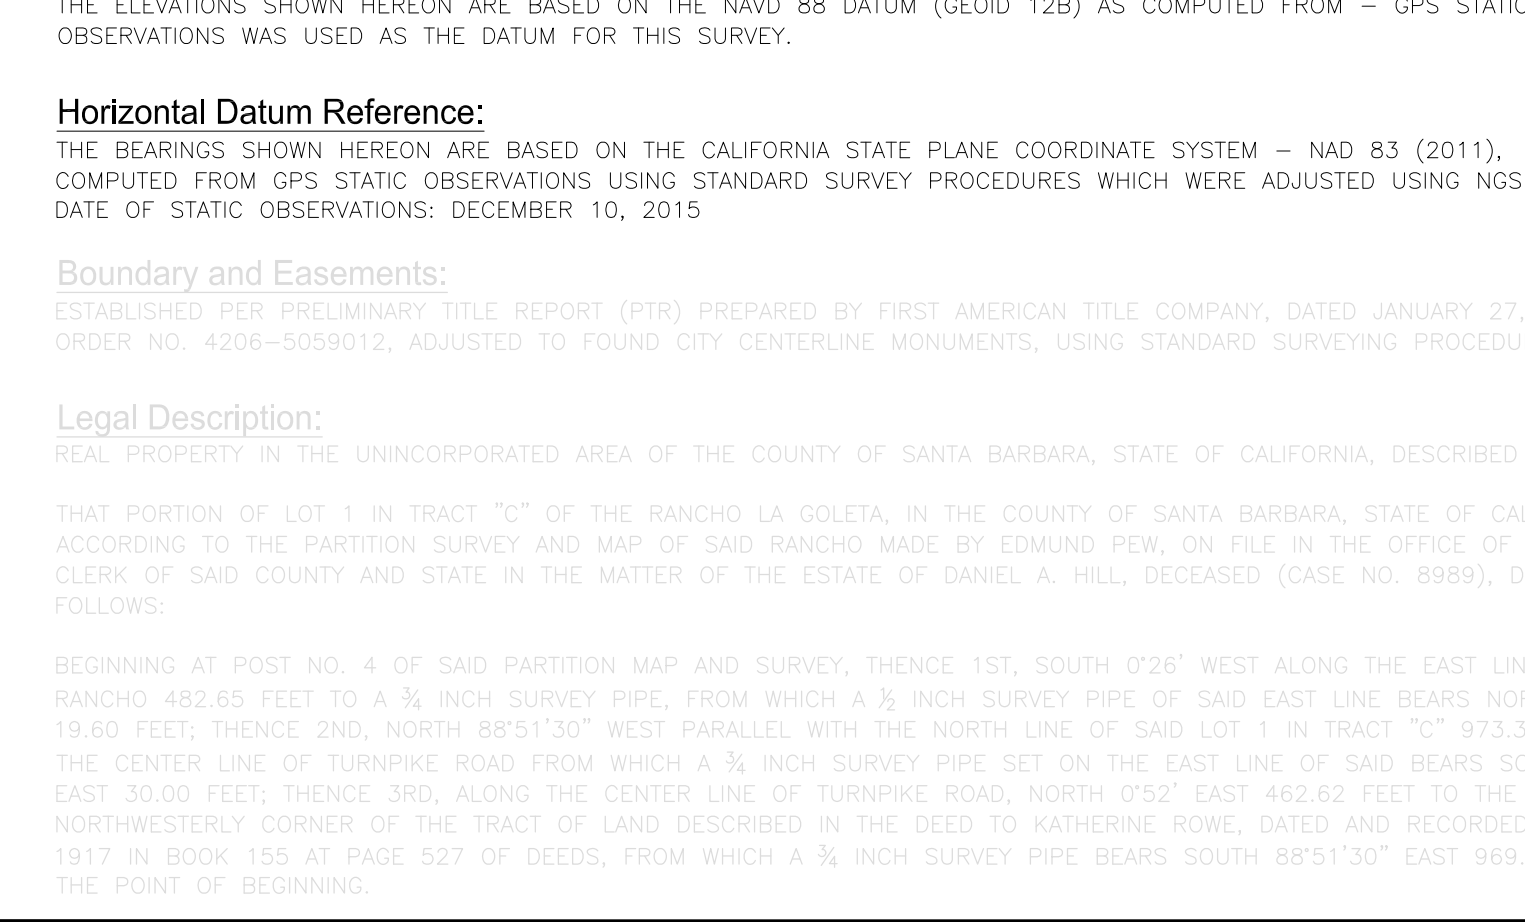 THE ELEVATIONS SHOWN HEREON ARE BASED ON THE NAVD 88 DATUM (GEOID 12B) AS COMPUTED FROM – GPS STATIC
OBSERVATIONS WAS USED AS THE DATUM FOR THIS SURVEY.
Horizontal Datum Reference:
THE BEARINGS SHOWN HEREON ARE BASED ON THE CALIFORNIA STATE PLANE COORDINATE SYSTEM – NAD 83 (2011),
COMPUTED FROM GPS STATIC OBSERVATIONS USING STANDARD SURVEY PROCEDURES WHICH WERE ADJUSTED USING NGS
DATE OF STATIC OBSERVATIONS: DECEMBER 10, 2015
Boundary and Easements:
ESTABLISHED PER PRELIMINARY TITLE REPORT (PTR) PREPARED BY FIRST AMERICAN TITLE COMPANY, DATED JANUARY 27,
ORDER NO. 4206–5059012, ADJUSTED TO FOUND CITY CENTERLINE MONUMENTS, USING STANDARD SURVEYING PROCEDU
Legal Description:
REAL PROPERTY IN THE UNINCORPORATED AREA OF THE COUNTY OF SANTA BARBARA, STATE OF CALIFORNIA, DESCRIBED
THAT PORTION OF LOT 1 IN TRACT "C" OF THE RANCHO LA GOLETA, IN THE COUNTY OF SANTA BARBARA, STATE OF CAL
ACCORDING TO THE PARTITION SURVEY AND MAP OF SAID RANCHO MADE BY EDMUND PEW, ON FILE IN THE OFFICE OF
CLERK OF SAID COUNTY AND STATE IN THE MATTER OF THE ESTATE OF DANIEL A. HILL, DECEASED (CASE NO. 8989), D
FOLLOWS:
BEGINNING AT POST NO. 4 OF SAID PARTITION MAP AND SURVEY, THENCE 1ST, SOUTH 0°26' WEST ALONG THE EAST LIN
RANCHO 482.65 FEET TO A ¾ INCH SURVEY PIPE, FROM WHICH A ½ INCH SURVEY PIPE OF SAID EAST LINE BEARS NOR
19.60 FEET; THENCE 2ND, NORTH 88°51'30" WEST PARALLEL WITH THE NORTH LINE OF SAID LOT 1 IN TRACT "C" 973.3
THE CENTER LINE OF TURNPIKE ROAD FROM WHICH A ¾ INCH SURVEY PIPE SET ON THE EAST LINE OF SAID BEARS SO
EAST 30.00 FEET; THENCE 3RD, ALONG THE CENTER LINE OF TURNPIKE ROAD, NORTH 0°52' EAST 462.62 FEET TO THE
NORTHWESTERLY CORNER OF THE TRACT OF LAND DESCRIBED IN THE DEED TO KATHERINE ROWE, DATED AND RECORDED
1917 IN BOOK 155 AT PAGE 527 OF DEEDS, FROM WHICH A ¾ INCH SURVEY PIPE BEARS SOUTH 88°51'30" EAST 969.
THE POINT OF BEGINNING.